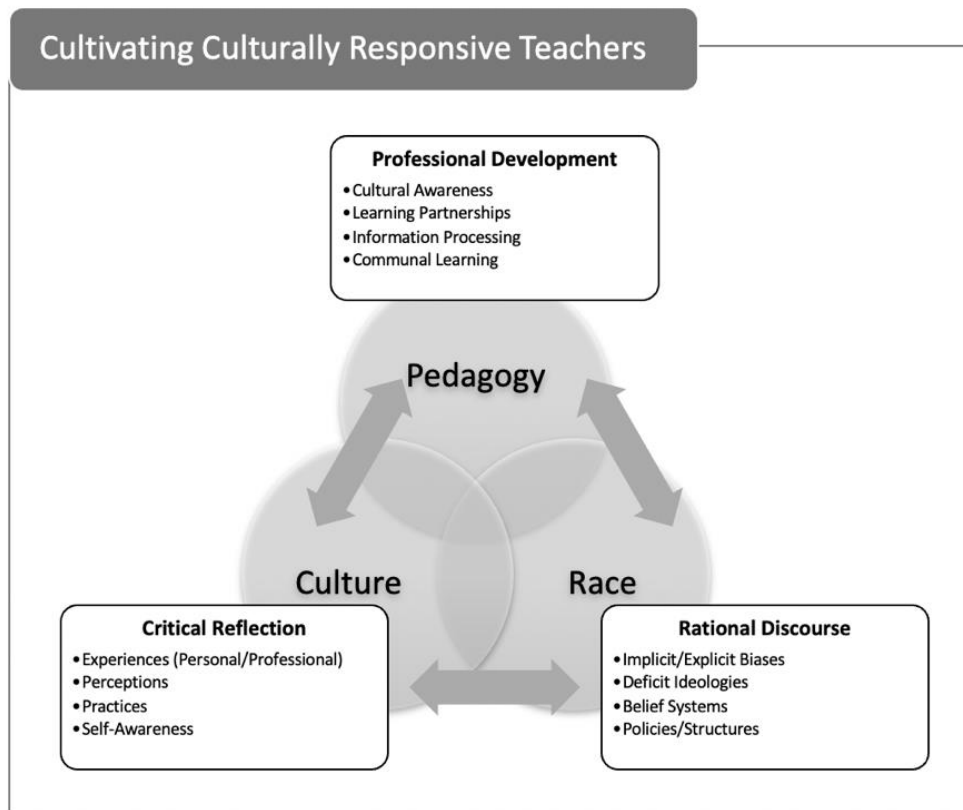 Cultivating Culturally Responsive Teachers
Professional Development
•Cultural Awareness
•Learning Partnerships
•Information Processing
•Communal Learning
Pedagogy
Culture
Race
Critical Reflection
•Experiences (Personal/Professional)
•Perceptions
•Practices
•Self-Awareness
Rational Discourse
•Implicit/Explicit Biases
•Deficit Ideologies
•Belief Systems
•Policies/Structures